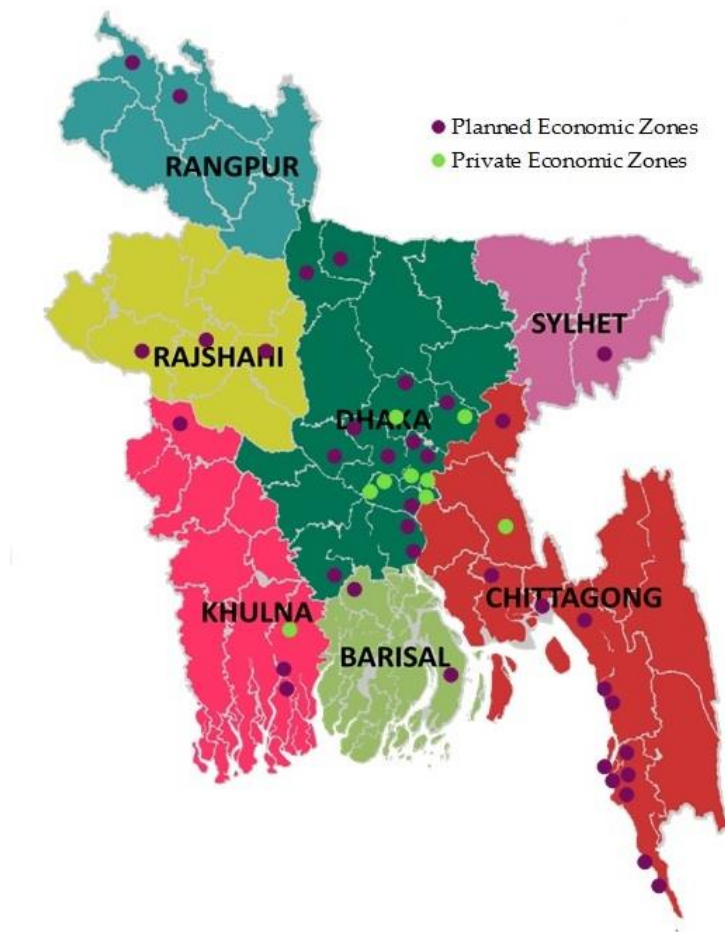 Planned Economic Zones
Private Economic Zones
RANGPUR
SYLHET
RAJSHAHI
DHAKA
CHITTAGONG
KHULNA
BARISAL